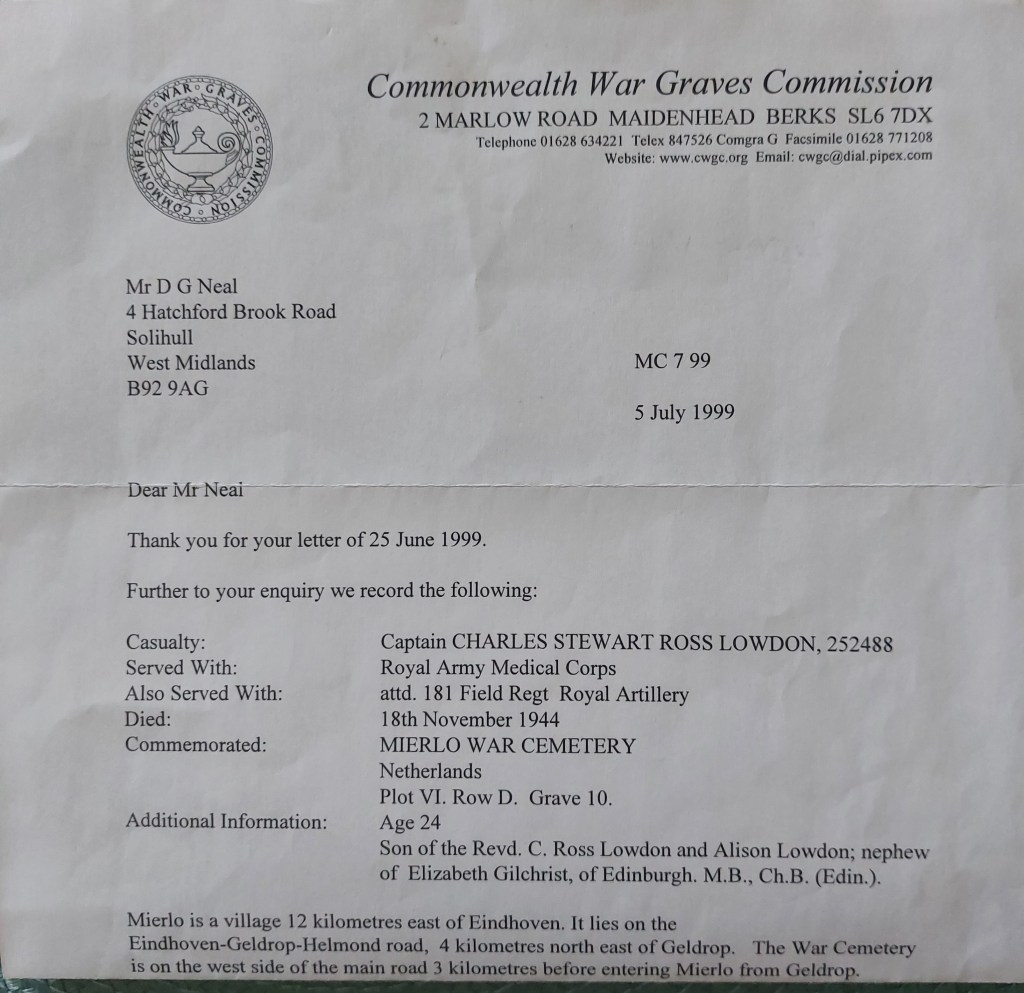 Commonwealth War Graves Commission
2 MARLOW ROAD MAIDENHEAD BERKS SL6 7DX
Telephone 01628 634221 Telex 847526 Comgra G Facsimile 01628 771208
Website: www.cwgc.org Email: cwgc@dial.pipex.com
COMMONWEALTH · WAR · GRAVES · COMMISSION ·
Mr D G Neal
4 Hatchford Brook Road
Solihull
West Midlands
B92 9AG
MC 7 99
5 July 1999
Dear Mr Neal
Thank you for your letter of 25 June 1999.
Further to your enquiry we record the following:
Casualty: Captain CHARLES STEWART ROSS LOWDON, 252488
Served With: Royal Army Medical Corps
Also Served With: attd. 181 Field Regt Royal Artillery
Died: 18th November 1944
Commemorated: MIERLO WAR CEMETERY
Netherlands
Plot VI. Row D. Grave 10.
Additional Information: Age 24
Son of the Revd. C. Ross Lowdon and Alison Lowdon; nephew
of Elizabeth Gilchrist, of Edinburgh. M.B., Ch.B. (Edin.).
Mierlo is a village 12 kilometres east of Eindhoven. It lies on the
Eindhoven-Geldrop-Helmond road, 4 kilometres north east of Geldrop. The War Cemetery
is on the west side of the main road 3 kilometres before entering Mierlo from Geldrop.